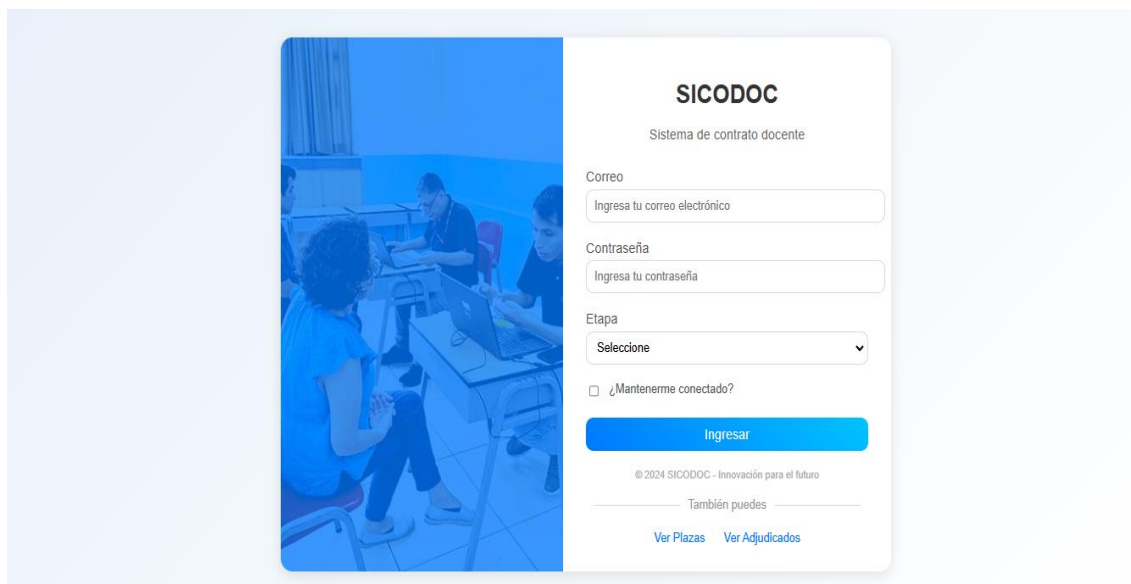 SICODOC
Sistema de contrato docente
Correo
Ingresa tu correo electrónico
Contraseña
Ingresa tu contraseña
Etapa
Seleccione
¿Mantenerme conectado?
Ingresar
© 2024 SICODOC - Innovación para el futuro
También puedes
Ver Plazas Ver Adjudicados